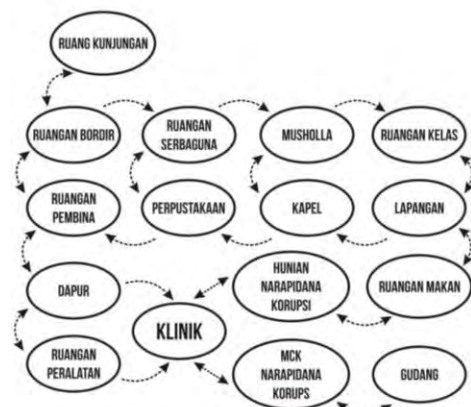 RUANG KUNJUNGAN
RUANGAN BORDIR
RUANGAN
SERBAGUNA
MUSHOLLA
RUANGAN KELAS
RUANGAN
PEMBINA
PERPUSTAKAAN
KAPEL
LAPANGAN
DAPUR
KLINIK
HUNIAN
NARAPIDANA
KORUPSI
RUANGAN MAKAN
RUANGAN
PERALATAN
MCK
NARAPIDANA
KORUPS
GUDANG